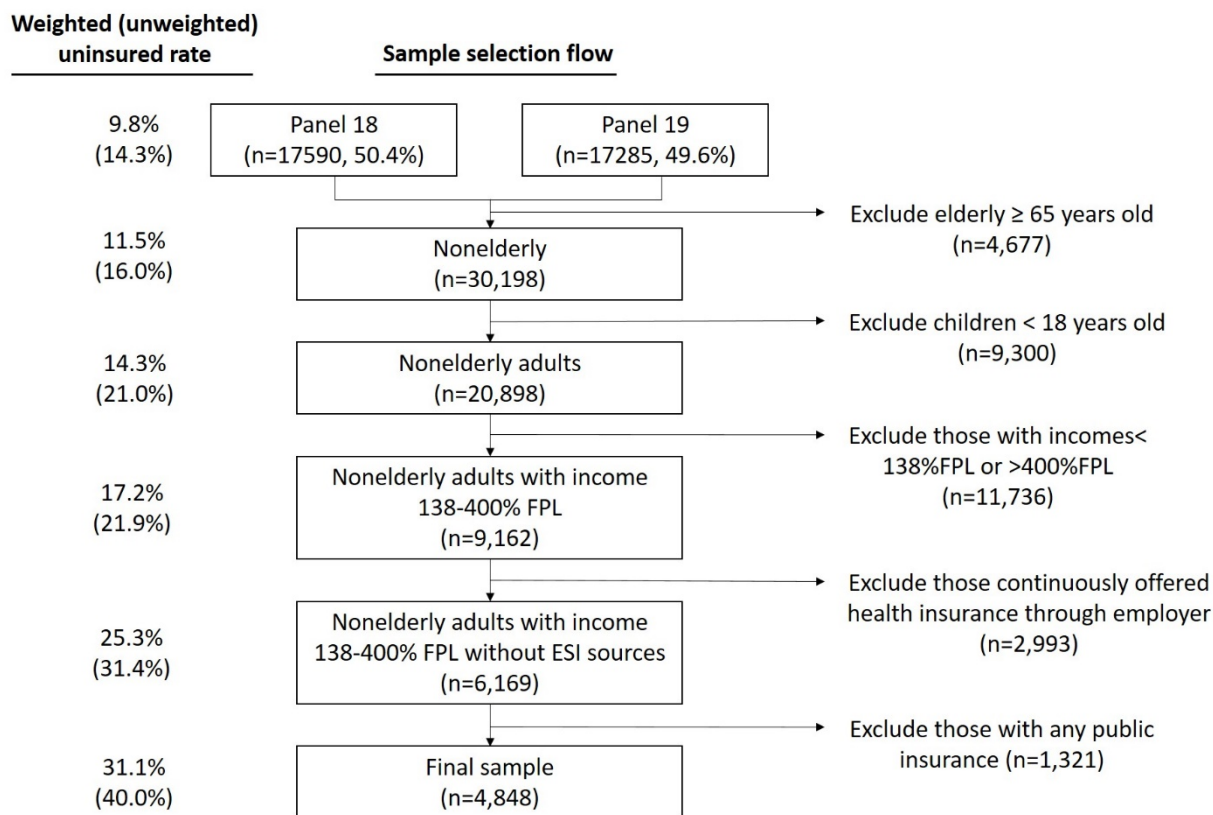 Weighted (unweighted)
uninsured rate
Sample selection flow
9.8%
(14.3%)
Panel 18
(n=17590, 50.4%)
Panel 19
(n=17285, 49.6%)
Exclude elderly ≥ 65 years old
(n=4,677)
11.5%
(16.0%)
Nonelderly
(n=30,198)
Exclude children < 18 years old
(n=9,300)
14.3%
(21.0%)
Nonelderly adults
(n=20,898)
Exclude those with incomes<
138%FPL or >400%FPL
(n=11,736)
17.2%
(21.9%)
Nonelderly adults with income
138-400% FPL
(n=9,162)
Exclude those continuously offered
health insurance through employer
(n=2,993)
25.3%
(31.4%)
Nonelderly adults with income
138-400% FPL without ESI sources
(n=6,169)
Exclude those with any public
insurance (n=1,321)
31.1%
(40.0%)
Final sample
(n=4,848)